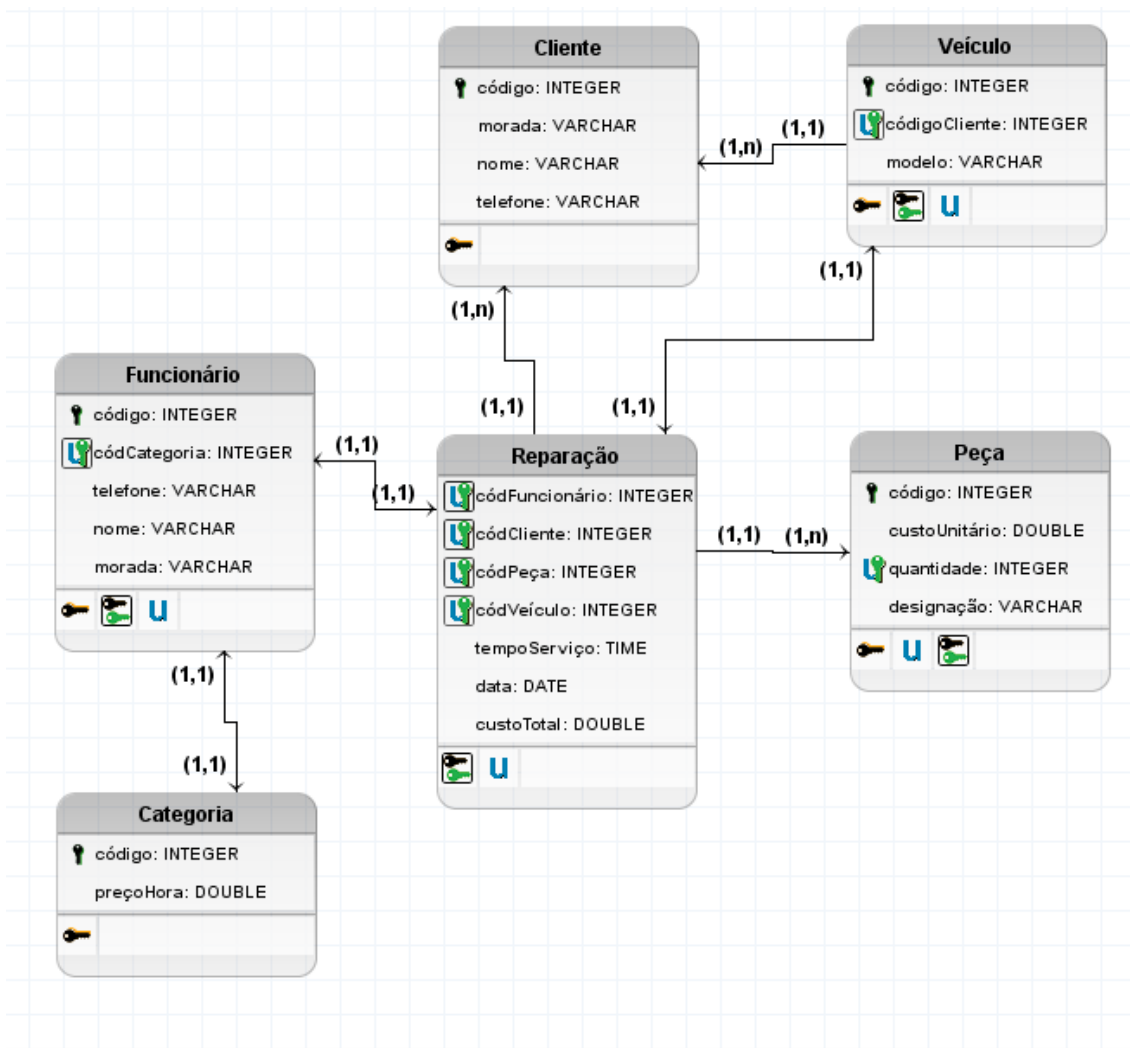 Cliente
código: INTEGER
morada: VARCHAR
nome: VARCHAR
telefone: VARCHAR
Veículo
código: INTEGER
códigoCliente: INTEGER
modelo: VARCHAR
U
(1,n)
(1,1)
(1,1)
(1,n)
(1,1)
(1,1)
Funcionário
código: INTEGER
códCategoria: INTEGER
telefone: VARCHAR
nome: VARCHAR
morada: VARCHAR
U
(1,1)
(1,1)
Reparação
códFuncionário: INTEGER
códCliente: INTEGER
códPeça: INTEGER
códVeículo: INTEGER
tempoServiço: TIME
data: DATE
custoTotal: DOUBLE
U
(1,1)
(1,n)
Peça
código: INTEGER
custoUnitário: DOUBLE
quantidade: INTEGER
designação: VARCHAR
U
(1,1)
(1,1)
Categoria
código: INTEGER
preçoHora: DOUBLE